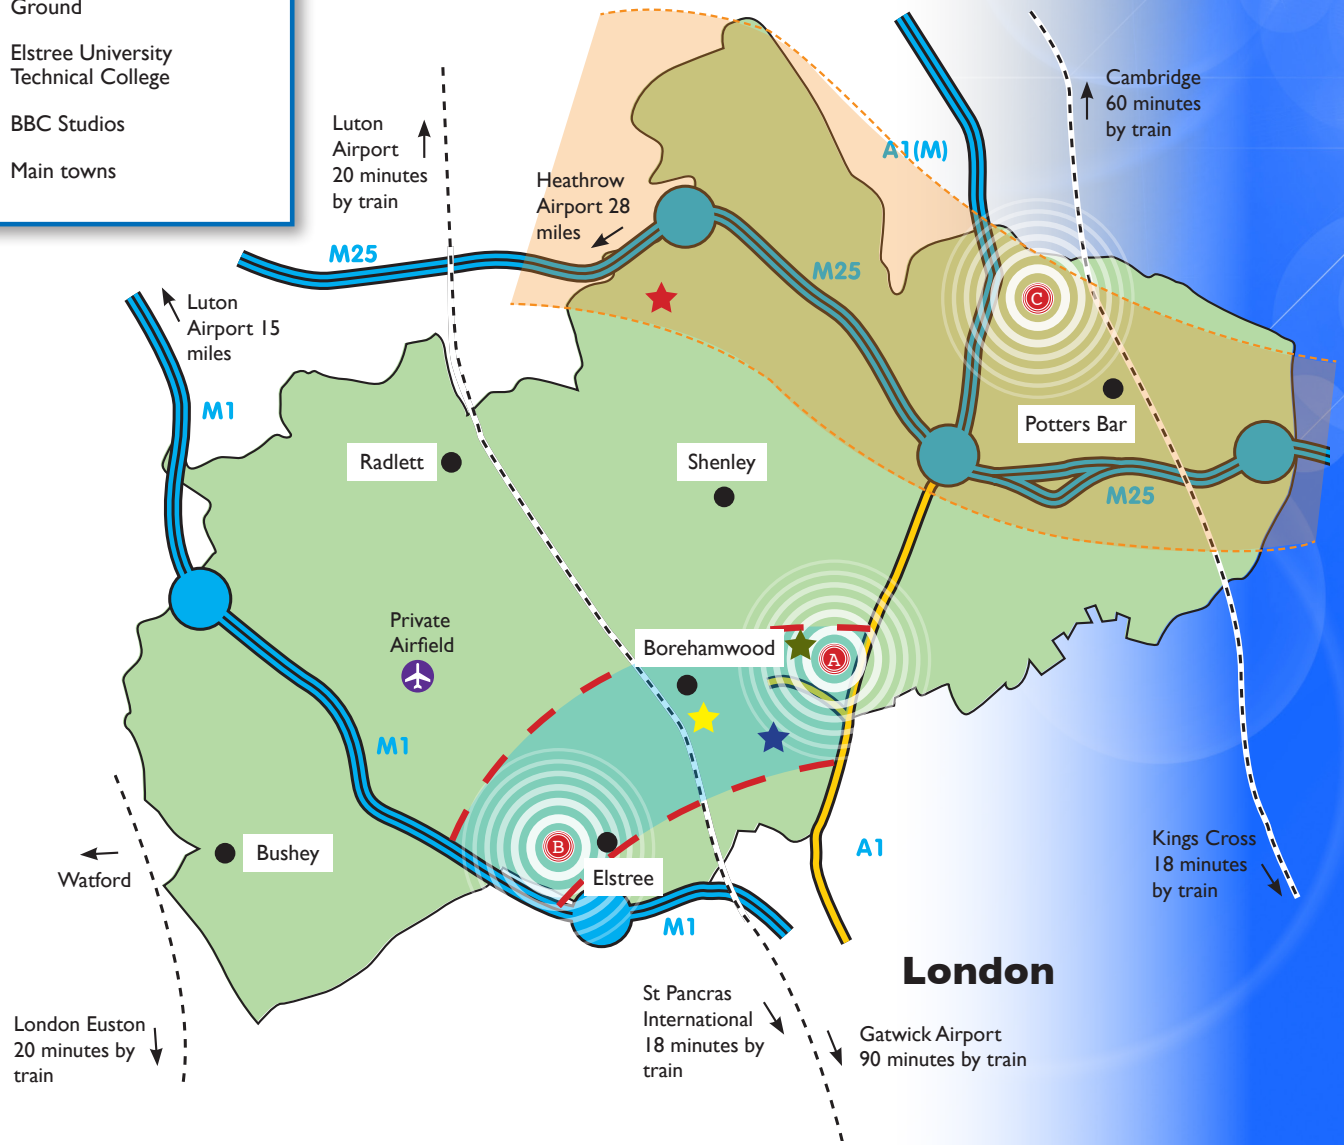 Ground
Elstree University
Technical College
BBC Studios
Main towns
Luton
Airport
20 minutes
by train
Heathrow
Airport 28
miles
A1(M)
Cambridge
60 minutes
by train
M25
M25
Luton
Airport 15
miles
M1
C
Potters Bar
Radlett
Shenley
M25
Private
Airfield
Borehamwood
A
M1
B
Bushey
Elstree
A1
Watford
M1
Kings Cross
18 minutes
by train
London
St Pancras
International
18 minutes by
train
Gatwick Airport
90 minutes by train
London Euston
20 minutes by
train